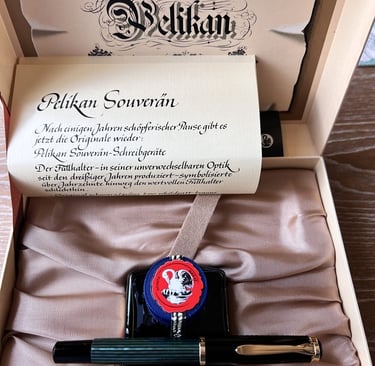 Pelikan
Pelikan Souverän
Nach einigen Jahren schöpferischer Pause gibt es
jetzt die Originale wieder:
Pelikan Souverän-Schreibgeräte
Der Füllhalter - in seiner unverwechselbaren Optik
seit den dreißiger Jahren produziert - symbolisierte
über Jahrzehnte hinweg den wertvollen Füllhalter
schlechthin.